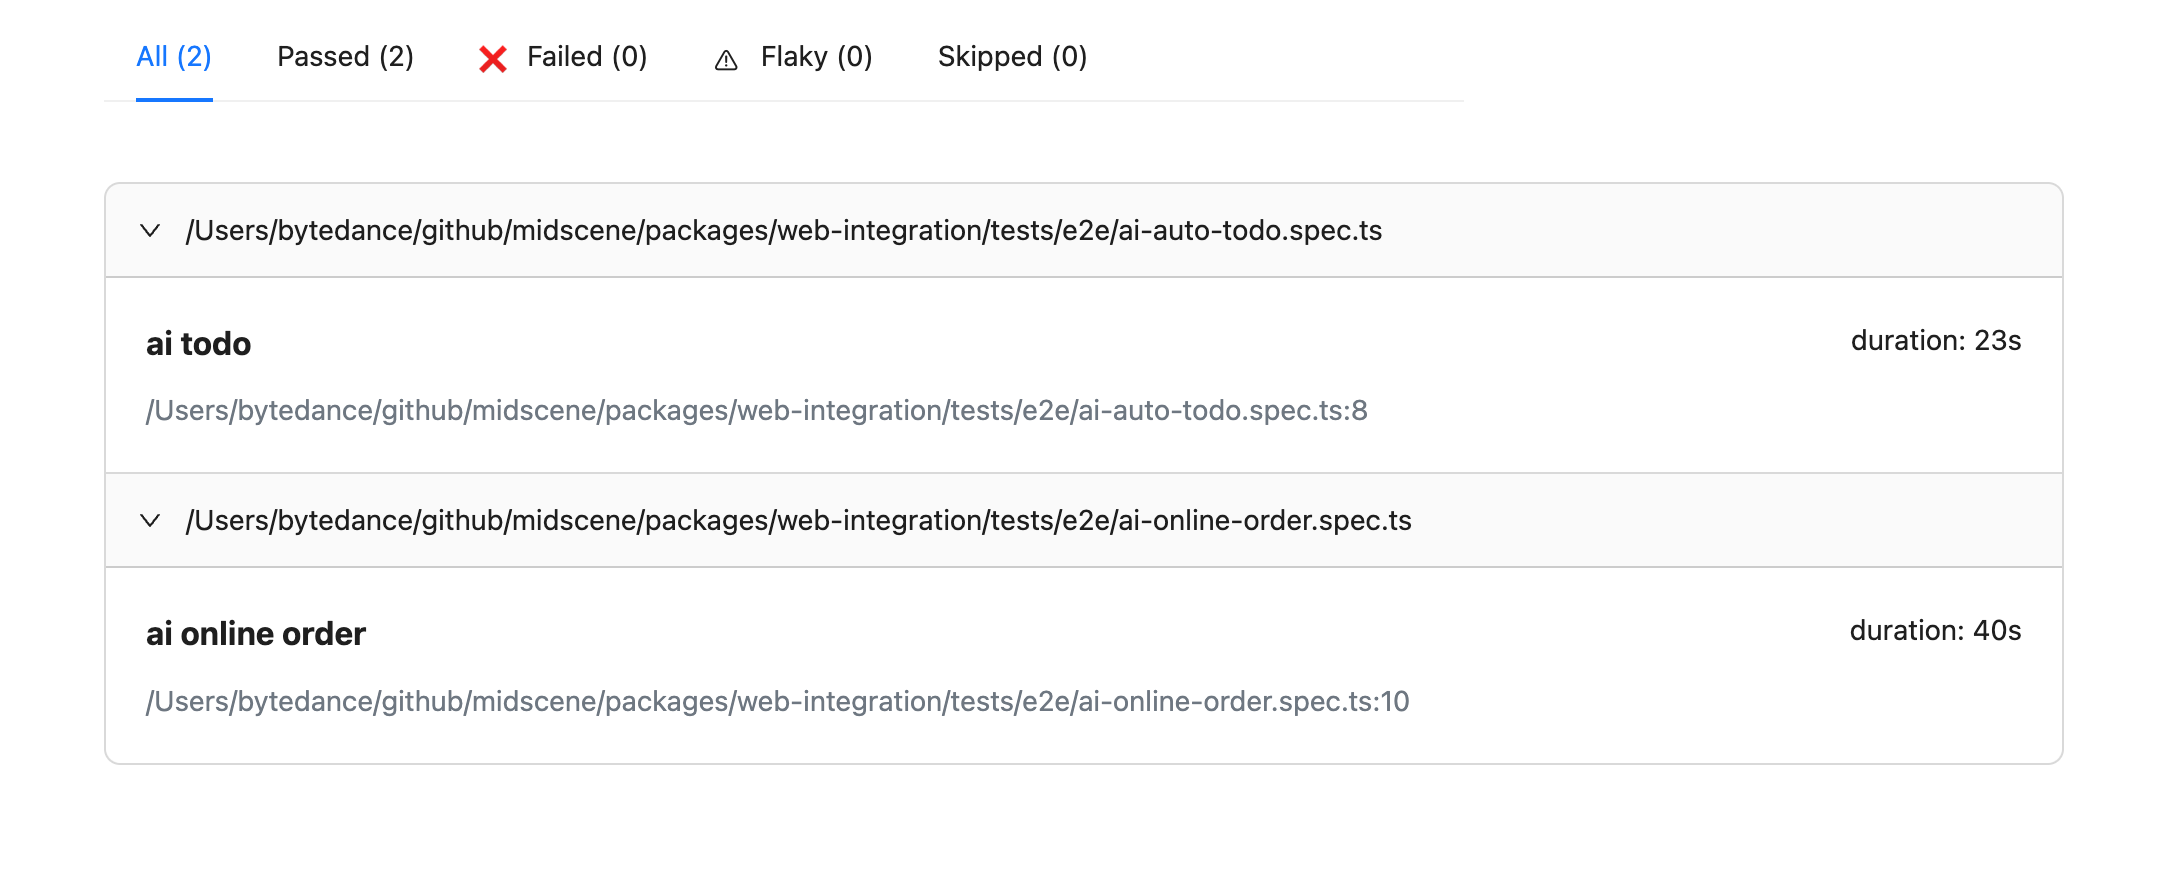 All (2) Passed (2) ❌ Failed (0) ⚠ Flaky (0) Skipped (0)
/Users/bytedance/github/midscene/packages/web-integration/tests/e2e/ai-auto-todo.spec.ts
ai todo duration: 23s
/Users/bytedance/github/midscene/packages/web-integration/tests/e2e/ai-auto-todo.spec.ts:8
/Users/bytedance/github/midscene/packages/web-integration/tests/e2e/ai-online-order.spec.ts
ai online order duration: 40s
/Users/bytedance/github/midscene/packages/web-integration/tests/e2e/ai-online-order.spec.ts:10